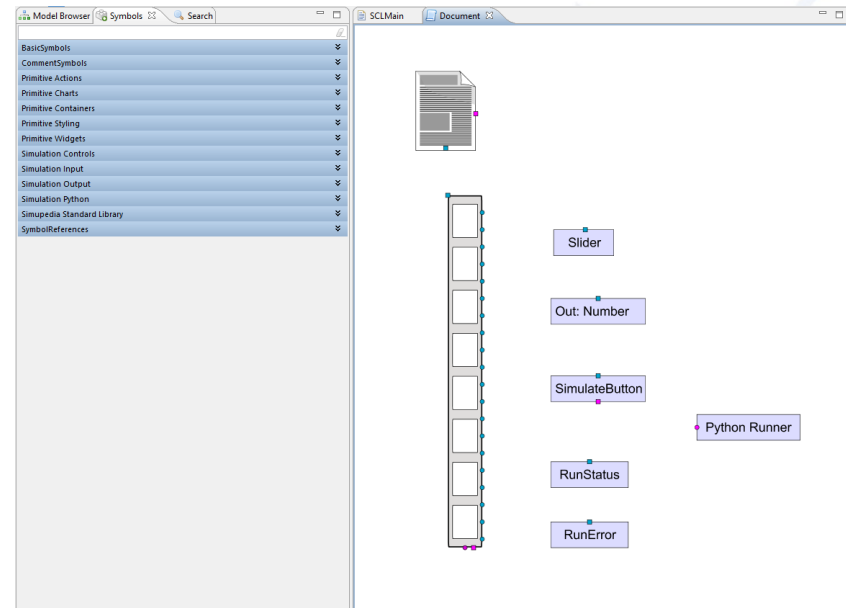 Model Browser Symbols Search
BasicSymbols
CommentSymbols
Primitive Actions
Primitive Charts
Primitive Containers
Primitive Styling
Primitive Widgets
Simulation Controls
Simulation Input
Simulation Output
Simulation Python
Simupedia Standard Library
SymbolReferences
SCLMain Document
Slider
Out: Number
SimulateButton
Python Runner
RunStatus
RunError